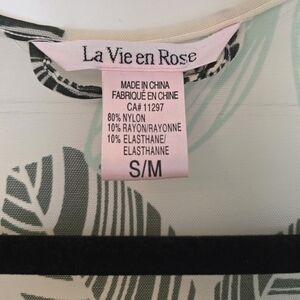 La Vie en Rose
MADE IN CHINA
FABRIQUÉ EN CHINE
CA# 11297
80% NYLON
10% RAYON/RAYONNE
10% ELASTHANE/
ELASTHANNE
S/M